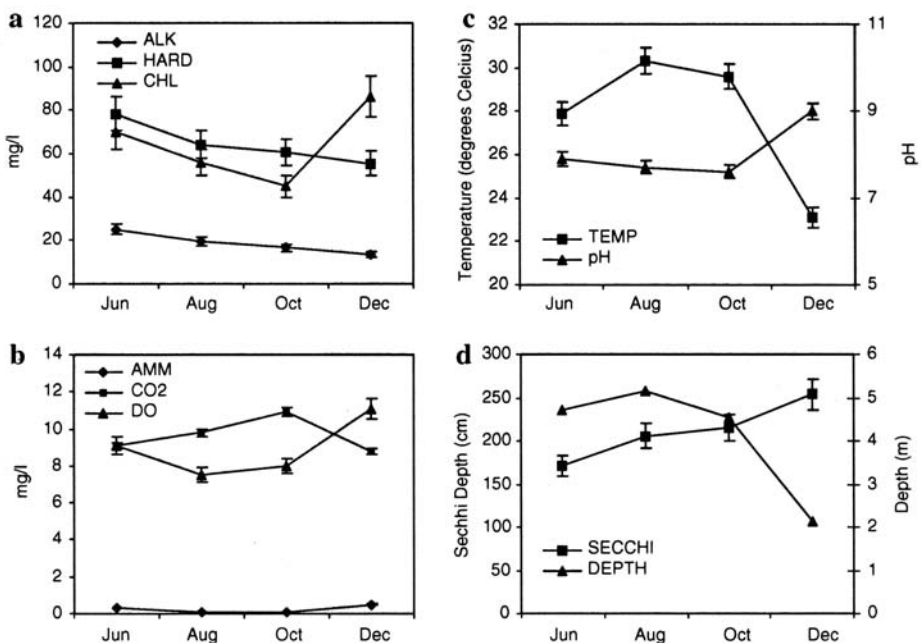 a
ALK
HARD
CHL
mg/l
120
100
80
60
40
20
0
Jun Aug Oct Dec
c
TEMP
pH
Temperature (degrees Celcius)
32
30
28
26
24
22
20
pH
11
9
7
5
Jun Aug Oct Dec
b
AMM
CO2
DO
mg/l
14
12
10
8
6
4
2
0
Jun Aug Oct Dec
d
SECCHI
DEPTH
Sechhi Depth (cm)
300
250
200
150
100
50
0
Depth (m)
6
5
4
3
2
1
0
Jun Aug Oct Dec